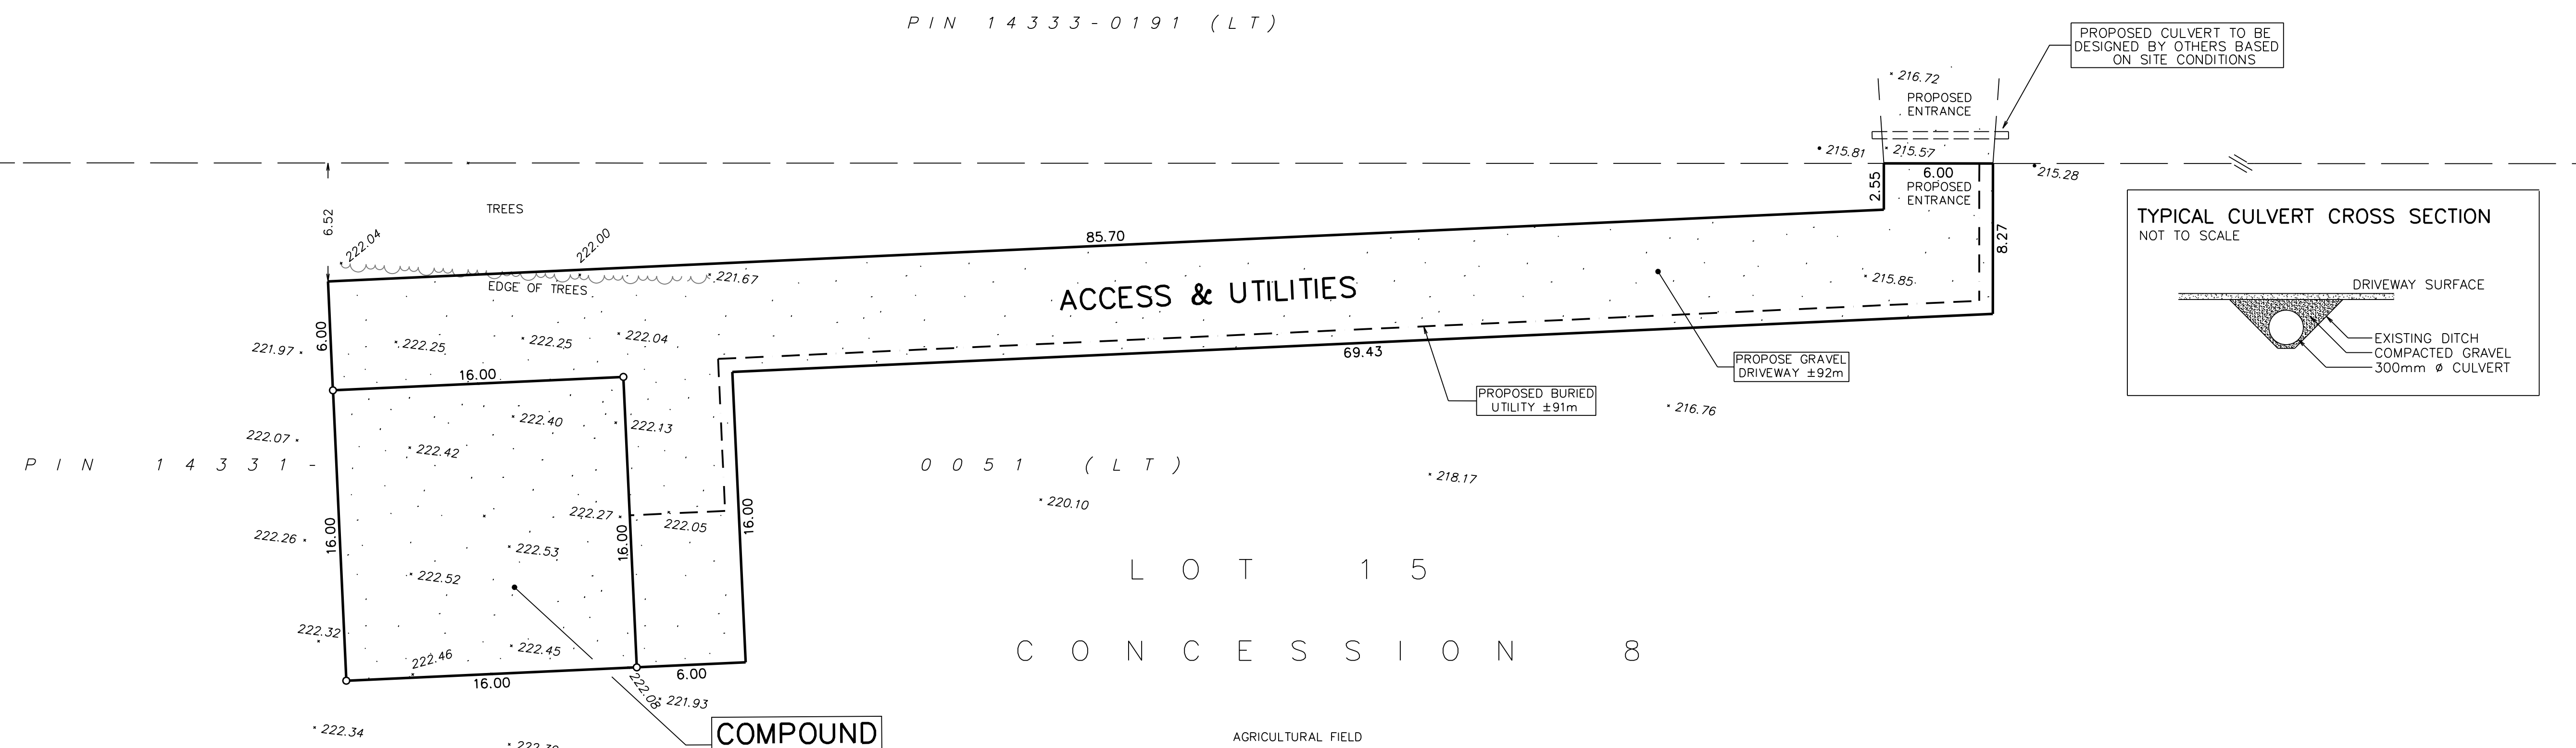 PIN 14333-0191 (LT)
PROPOSED CULVERT TO BE
DESIGNED BY OTHERS BASED
ON SITE CONDITIONS
216.72
PROPOSED
ENTRANCE
215.81
215.57
215.28
6.00
PROPOSED
ENTRANCE
2.55
8.27
6.52
TREES
222.04
222.00
85.70
221.67
EDGE OF TREES
ACCESS & UTILITIES
215.85
TYPICAL CULVERT CROSS SECTION
NOT TO SCALE
DRIVEWAY SURFACE
EXISTING DITCH
COMPACTED GRAVEL
300mm ø CULVERT
6.00
221.97
222.25
222.25
222.04
69.43
PROPOSE GRAVEL
DRIVEWAY ±92m
PROPOSED BURIED
UTILITY ±91m
216.76
16.00
222.40
222.13
222.07
222.42
PIN 14331-
0051 (LT)
218.17
220.10
16.00
222.27
222.05
16.00
16.00
222.26
222.53
222.52
LOT 15
CONCESSION 8
222.32
222.45
222.46
16.00
6.00
222.08
221.93
222.34
COMPOUND
AGRICULTURAL FIELD